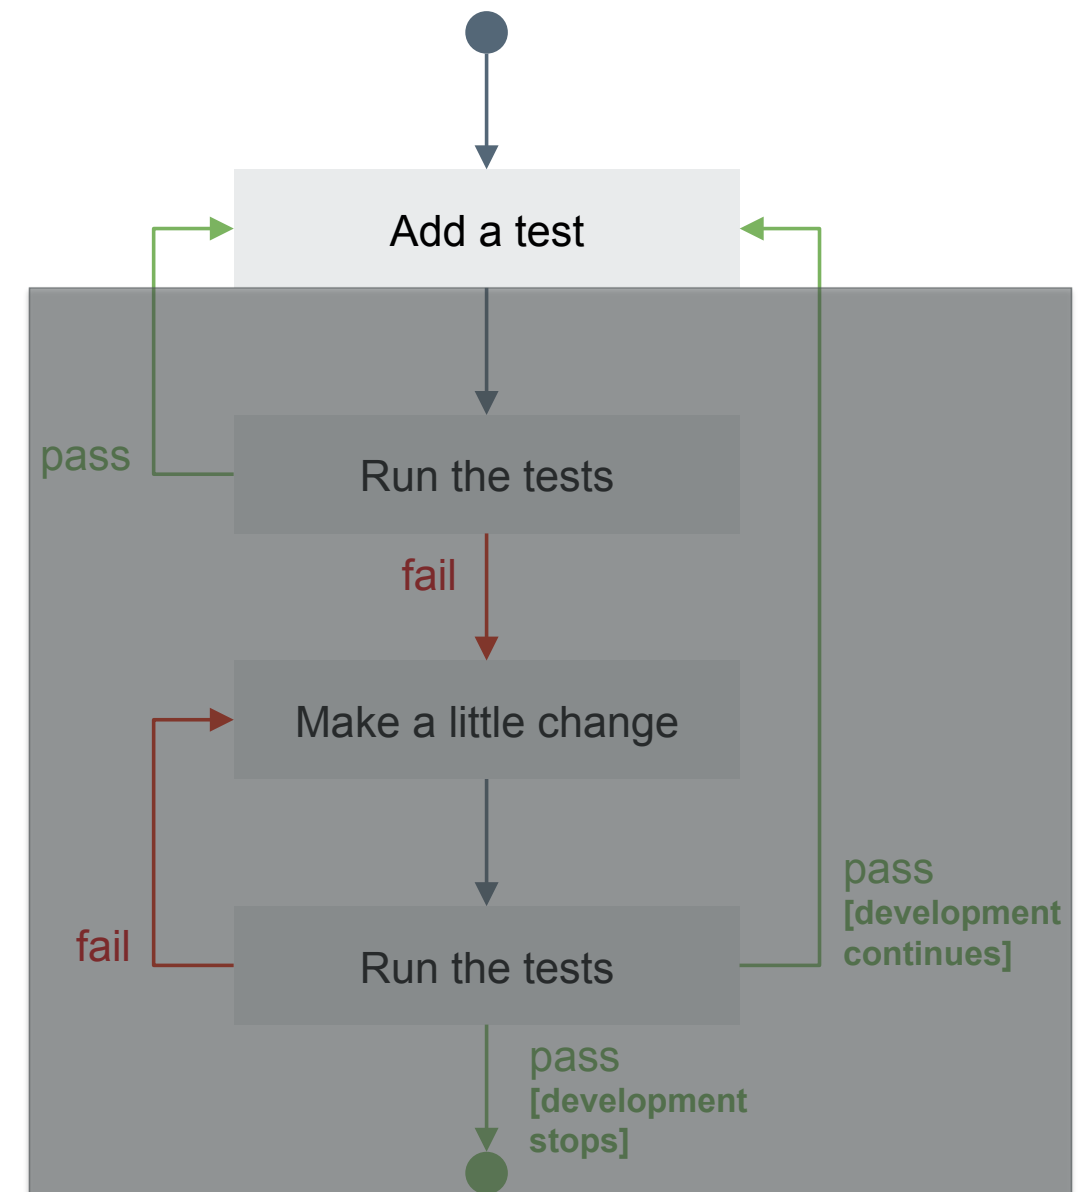 Add a test
pass
Run the tests
fail
Make a little change
pass
[development
continues]
fail
Run the tests
pass
[development
stops]